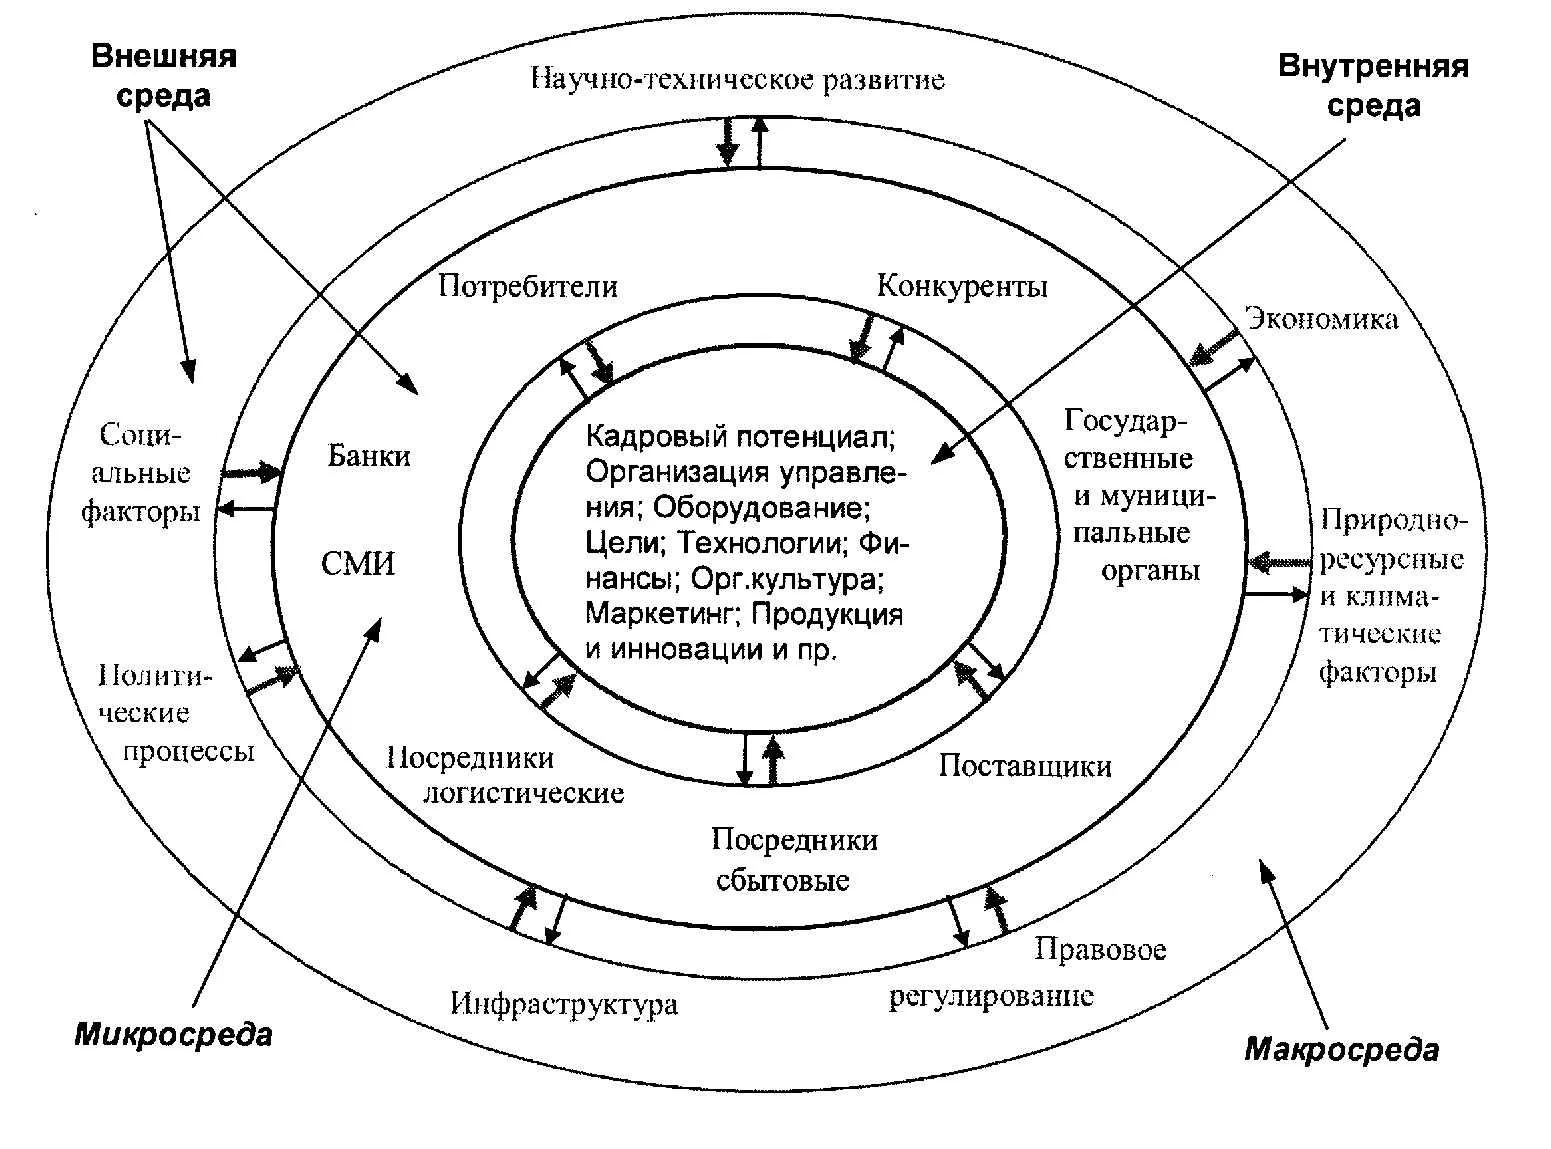 Внешняя
среда
Научно-техническое развитие
Внутренняя
среда
Потребители
Конкуренты
Экономика
Социа-
альные
факторы
Банки
СМИ
Кадровый потенциал;
Организация управле-
ния; Оборудование;
Цели; Технологии; Фи-
нансы; Орг.культура;
Маркетинг; Продукция
и инновации и пр.
Государ-
ственные
и муници-
пальные
органы
Природно-
ресурсные
и клима-
тические
факторы
Полити-
ческие
процессы
Посредники
логистические
Поставщики
Посредники
сбытовые
Инфраструктура
Правовое
регулирование
Микросреда
Макросреда